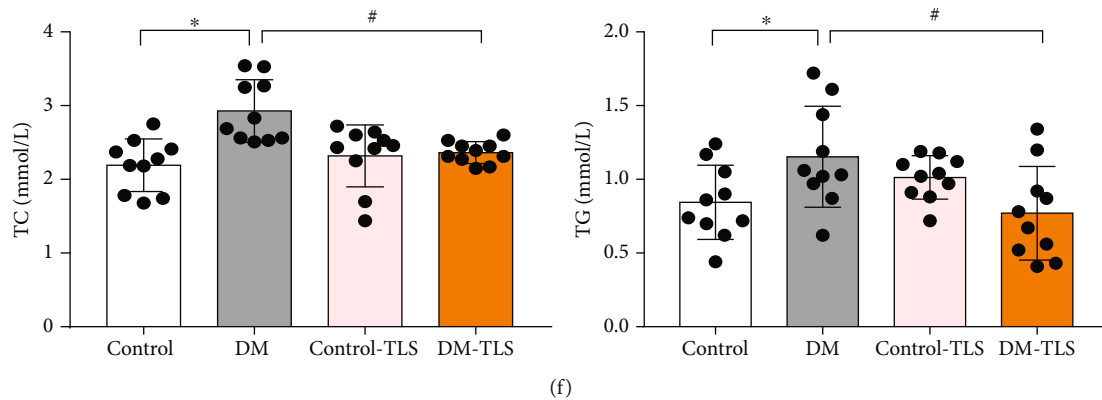 TC (mmol/L)
4
3
2
1
0
*
#
Control
DM
Control-TLS
DM-TLS
TG (mmol/L)
2.0
1.5
1.0
0.5
0.0
*
#
Control
DM
Control-TLS
DM-TLS
(f)